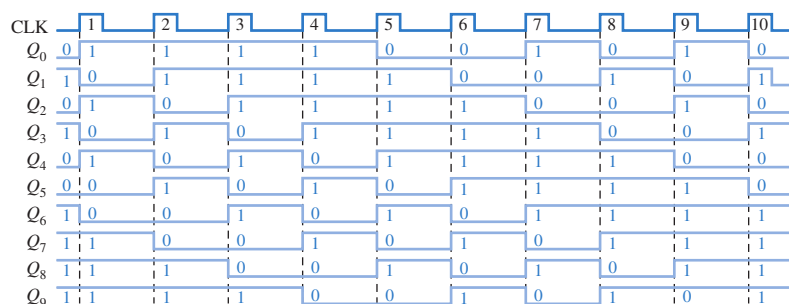 CLK 1 2 3 4 5 6 7 8 9 10
Q0 0 1 1 1 1 0 0 1 0 1 0
Q1 1 0 1 1 1 1 0 0 1 0 1
Q2 0 1 0 1 1 1 1 0 0 1 0
Q3 1 0 1 0 1 1 1 1 0 0 1
Q4 0 1 0 1 0 1 1 1 1 0 0
Q5 0 0 1 0 1 0 1 1 1 1 0
Q6 1 0 0 1 0 1 0 1 1 1 1
Q7 1 1 0 0 1 0 1 0 1 1 1
Q8 1 1 1 0 0 1 0 1 0 1 1
Q9 1 1 1 1 0 0 1 0 1 0 1